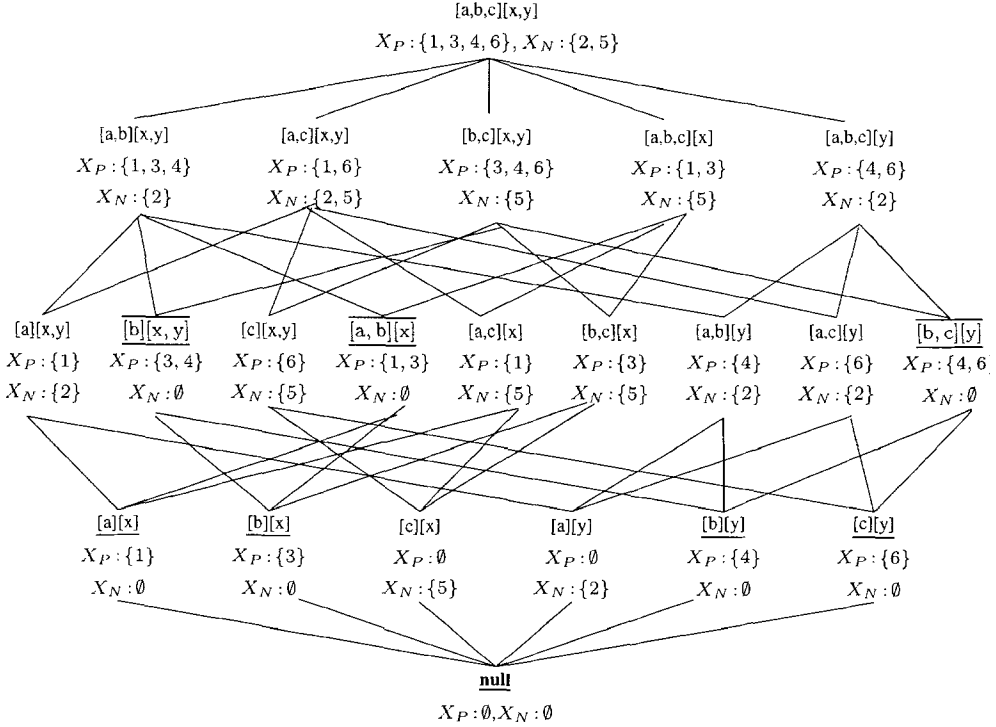 [a,b,c][x,y]
X_P:{1, 3, 4, 6}, X_N:{2, 5}
[a,b][x,y] [a,c][x,y] [b,c][x,y] [a,b,c][x] [a,b,c][y]
X_P:{1, 3, 4} X_P:{1, 6} X_P:{3, 4, 6} X_P:{1, 3} X_P:{4, 6}
X_N:{2} X_N:{2, 5} X_N:{5} X_N:{5} X_N:{2}
[a][x,y] [b][x, y] [c][x,y] [a, b][x] [a,c][x] [b,c][x] [a,b][y] [a,c][y] [b, c][y]
X_P:{1} X_P:{3, 4} X_P:{6} X_P:{1, 3} X_P:{1} X_P:{3} X_P:{4} X_P:{6} X_P:{4, 6}
X_N:{2} X_N:∅ X_N:{5} X_N:∅ X_N:{5} X_N:{5} X_N:{2} X_N:{2} X_N:∅
[a][x] [b][x] [c][x] [a][y] [b][y] [c][y]
X_P:{1} X_P:{3} X_P:∅ X_P:∅ X_P:{4} X_P:{6}
X_N:∅ X_N:∅ X_N:{5} X_N:{2} X_N:∅ X_N:∅
null
X_P:∅,X_N:∅